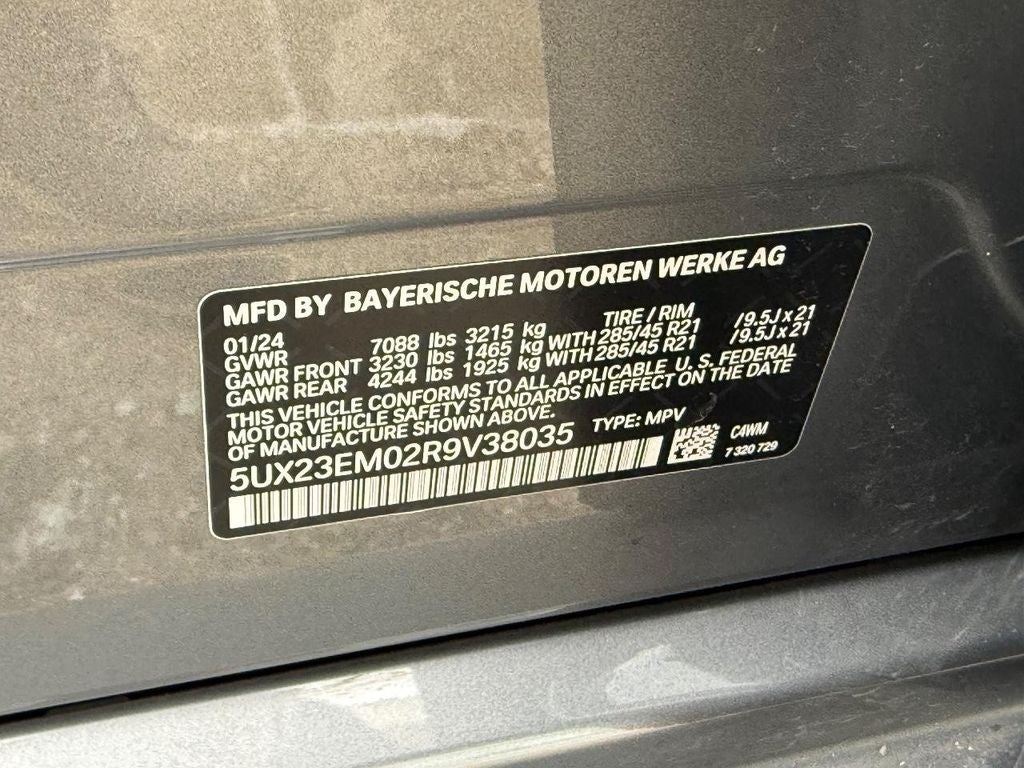 MFD BY BAYERISCHE MOTOREN WERKE AG
01/24 TIRE / RIM
GVWR 7088 lbs 3215 kg
GAWR FRONT 3230 lbs 1465 kg WITH 285/45 R21 /9.5J x 21
GAWR REAR 4244 lbs 1925 kg WITH 285/45 R21 /9.5J x 21
THIS VEHICLE CONFORMS TO ALL APPLICABLE U. S. FEDERAL
MOTOR VEHICLE SAFETY STANDARDS IN EFFECT ON THE DATE
OF MANUFACTURE SHOWN ABOVE.
5UX23EM02R9V38035 TYPE: MPV
C4WM
7 320 729